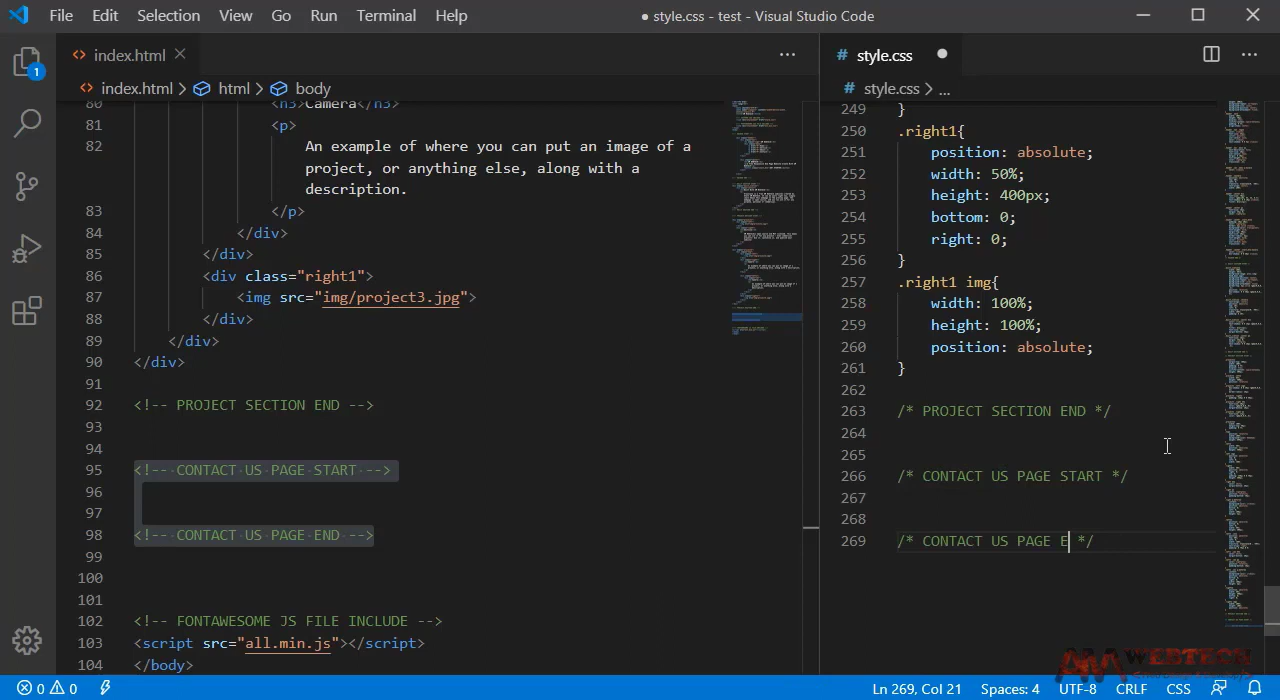 File Edit Selection View Go Run Terminal Help
● style.css - test - Visual Studio Code
1
<> index.html ×
<> index.html > html > body
80 <h3>Camera</h3>
81 <p>
82 An example of where you can put an image of a
project, or anything else, along with a
description.
83 </p>
84 </div>
85 </div>
86 <div class="right1">
87 <img src="img/project3.jpg">
88 </div>
89 </div>
90 </div>
91
92 <!-- PROJECT SECTION END -->
93
94
95 <!-- CONTACT US PAGE START -->
96
97
98 <!-- CONTACT US PAGE END -->
99
100
101
102 <!-- FONTAWESOME JS FILE INCLUDE -->
103 <script src="all.min.js"></script>
104 </body>
# style.css ●
# style.css > ...
249 }
250 .right1{
251 position: absolute;
252 width: 50%;
253 height: 400px;
254 bottom: 0;
255 right: 0;
256 }
257 .right1 img{
258 width: 100%;
259 height: 100%;
260 position: absolute;
261 }
262
263 /* PROJECT SECTION END */
264
265
266 /* CONTACT US PAGE START */
267
268
269 /* CONTACT US PAGE E */
WEBTECH
0 0
Ln 269, Col 21 Spaces: 4 UTF-8 CRLF CSS